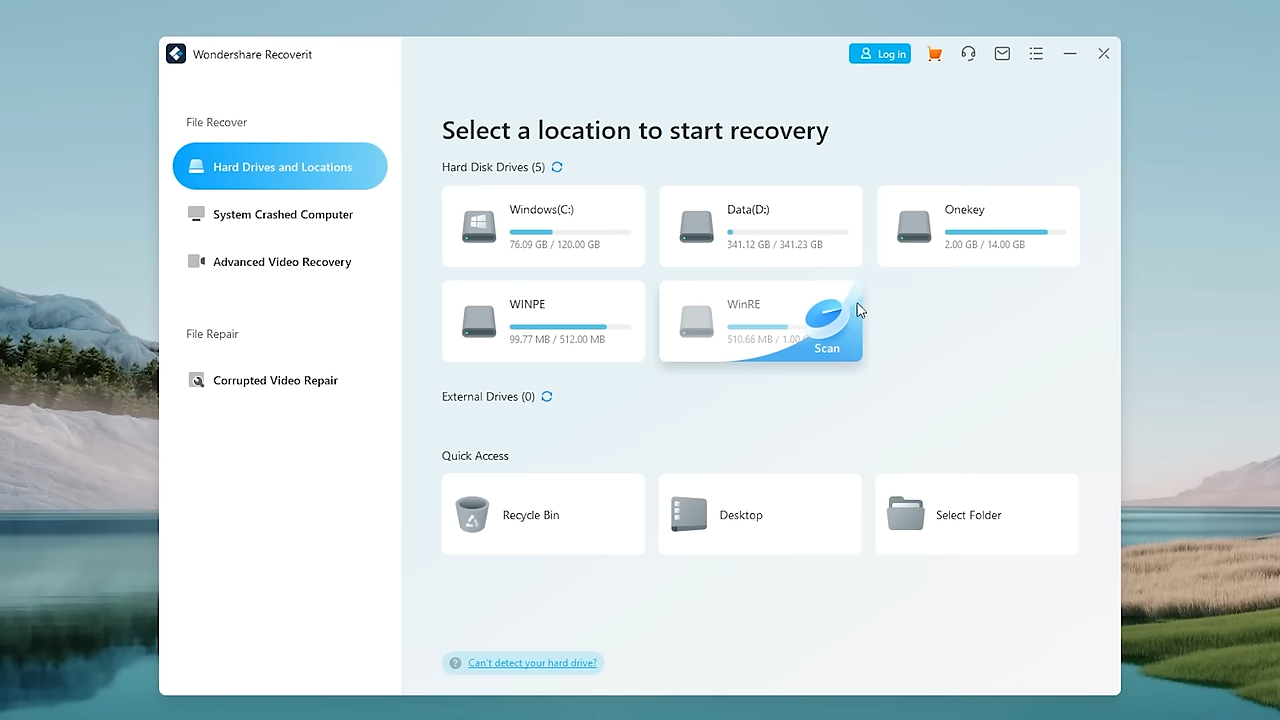 Wondershare Recoverit
Log in
File Recover
Hard Drives and Locations
System Crashed Computer
Advanced Video Recovery
File Repair
Corrupted Video Repair
Select a location to start recovery
Hard Disk Drives (5)
Windows(C:)
76.09 GB / 120.00 GB
Data(D:)
341.12 GB / 341.23 GB
Onekey
2.00 GB / 14.00 GB
WINPE
99.77 MB / 512.00 MB
WinRE
510.66 MB / 1.00
Scan
External Drives (0)
Quick Access
Recycle Bin
Desktop
Select Folder
Can't detect your hard drive?